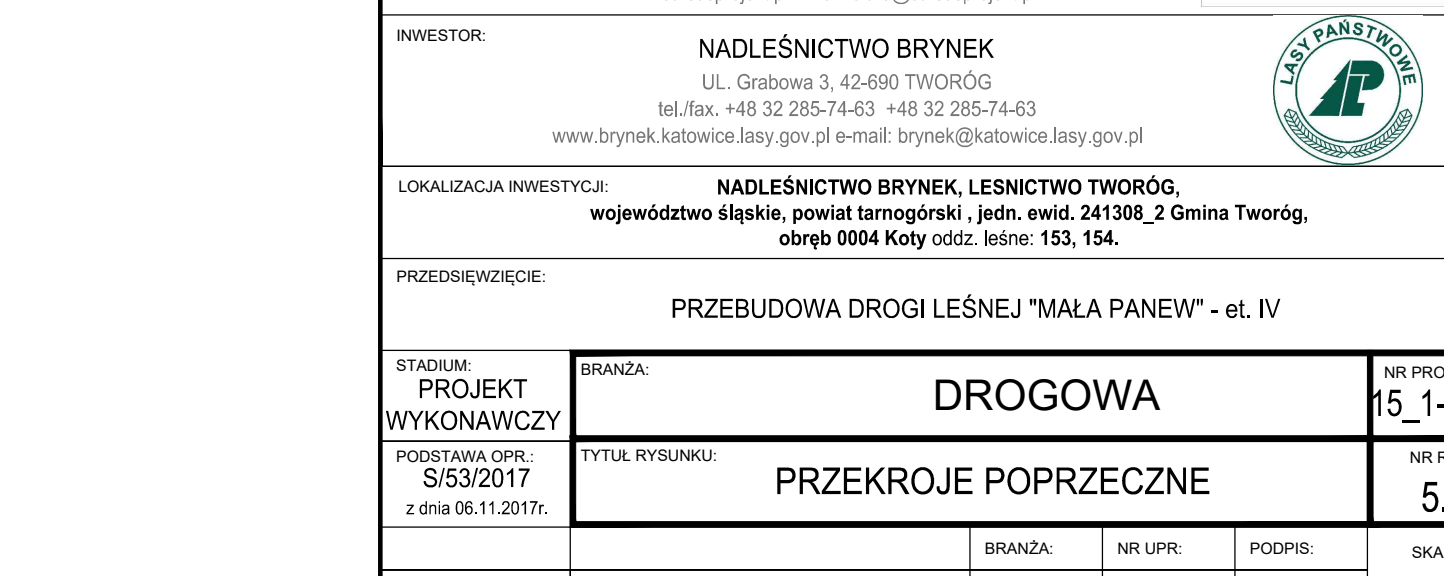 INWESTOR:
NADLEŚNICTWO BRYNEK
UL. Grabowa 3, 42-690 TWORÓG
tel./fax. +48 32 285-74-63 +48 32 285-74-63
www.brynek.katowice.lasy.gov.pl e-mail: brynek@katowice.lasy.gov.pl
LASY PAŃSTWOWE
LOKALIZACJA INWESTYCJI:
NADLEŚNICTWO BRYNEK, LESNICTWO TWORÓG,
województwo śląskie, powiat tarnogórski , jedn. ewid. 241308_2 Gmina Tworóg,
obręb 0004 Koty oddz. leśne: 153, 154.
PRZEDSIĘWZIĘCIE:
PRZEBUDOWA DROGI LEŚNEJ "MAŁA PANEW" - et. IV
STADIUM:
PROJEKT
WYKONAWCZY
BRANŻA:
DROGOWA
NR PRO
15_1-
PODSTAWA OPR.:
S/53/2017
z dnia 06.11.2017r.
TYTUŁ RYSUNKU:
PRZEKROJE POPRZECZNE
NR R
5.
BRANŻA:
NR UPR:
PODPIS:
SKA